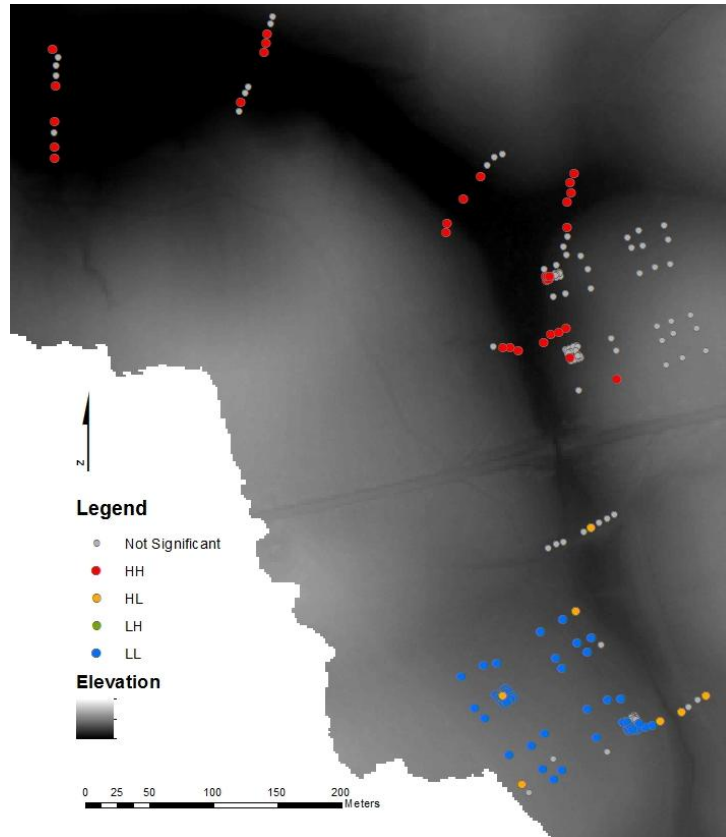 N
Legend
Not Significant
HH
HL
LH
LL
Elevation
0 25 50 100 150 200
Meters